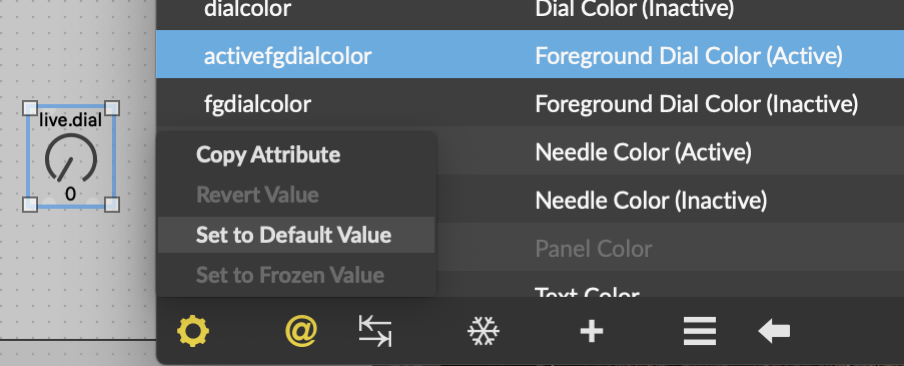 dialcolor Dial Color (Inactive)
activefgdialcolor Foreground Dial Color (Active)
fgdialcolor Foreground Dial Color (Inactive)
live.dial
0
Copy Attribute
Revert Value
Set to Default Value
Set to Frozen Value
Needle Color (Active)
Needle Color (Inactive)
Panel Color
Text Color
@